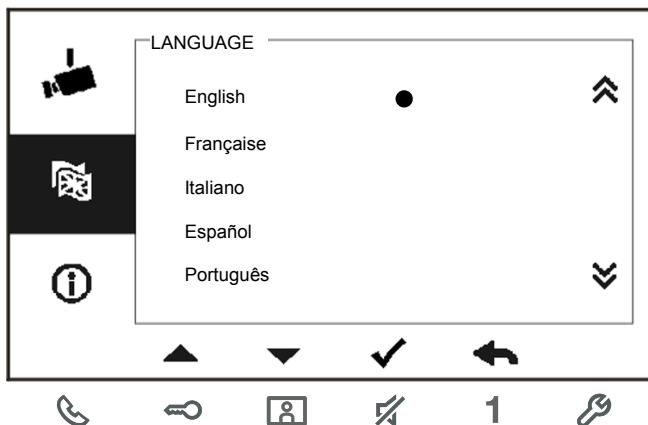 LANGUAGE
English
Française
Italiano
Español
Português
1